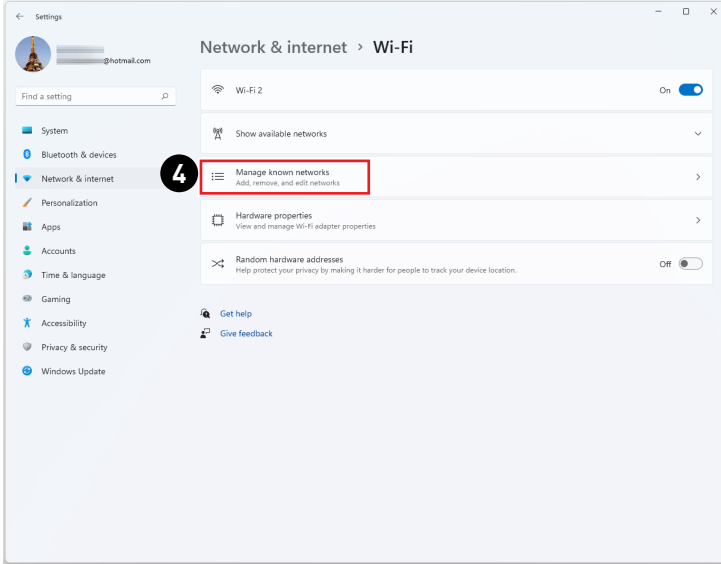 Settings
@hotmail.com
Find a setting
System
Bluetooth & devices
Network & internet
Personalization
Apps
Accounts
Time & language
Gaming
Accessibility
Privacy & security
Windows Update
Network & internet > Wi-Fi
Wi-Fi 2 On
Show available networks
4
Manage known networks
Add, remove, and edit networks
Hardware properties
View and manage Wi-Fi adapter properties
Random hardware addresses
Help protect your privacy by making it harder for people to track your device location. Off
Get help
Give feedback